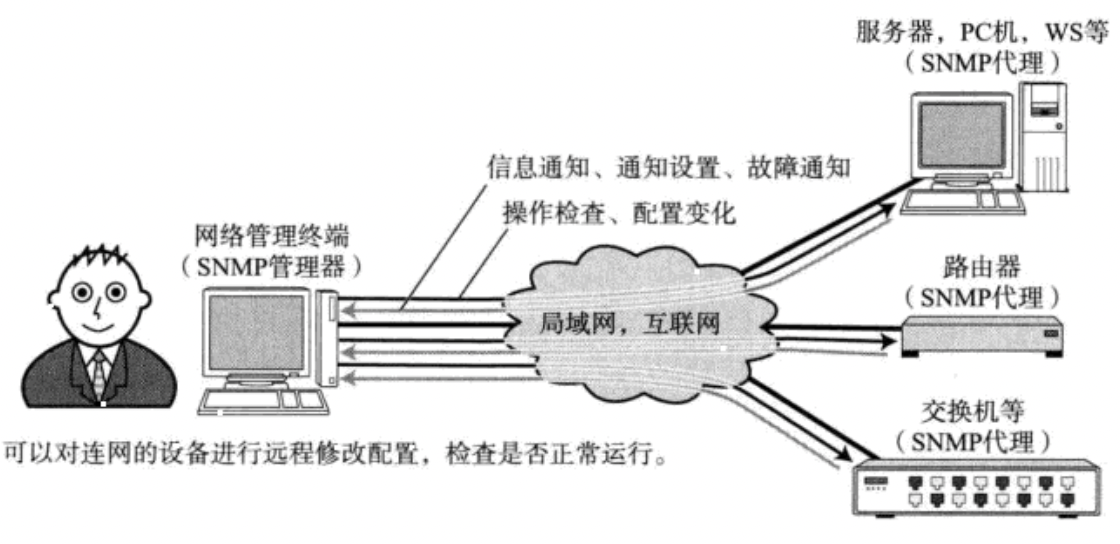 服务器，PC机，WS等
（SNMP代理）
信息通知、通知设置、故障通知
操作检查、配置变化
网络管理终端
（SNMP管理器）
路由器
（SNMP代理）
局域网，互联网
交换机等
（SNMP代理）
可以对连网的设备进行远程修改配置，检查是否正常运行。